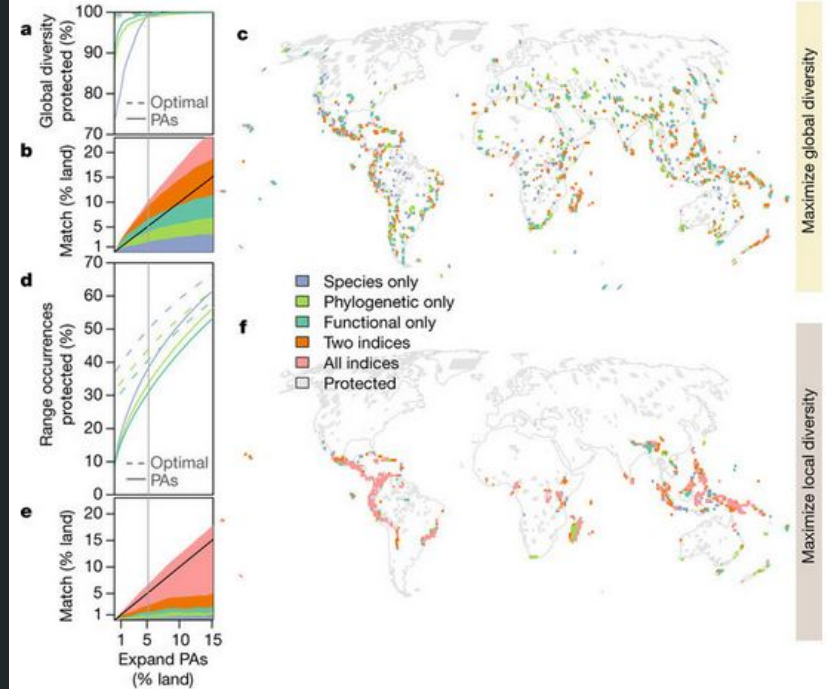 a
Global diversity
protected (%)
100
90
80
70
Optimal
PAs
b
Match (% land)
20
15
10
5
1
c
Maximize global diversity
d
Range occurrences
protected (%)
70
60
50
40
30
20
10
0
Optimal
PAs
Species only
Phylogenetic only
Functional only
Two indices
All indices
Protected
e
Match (% land)
20
15
10
5
1
1 5 10 15
Expand PAs
(% land)
f
Maximize local diversity